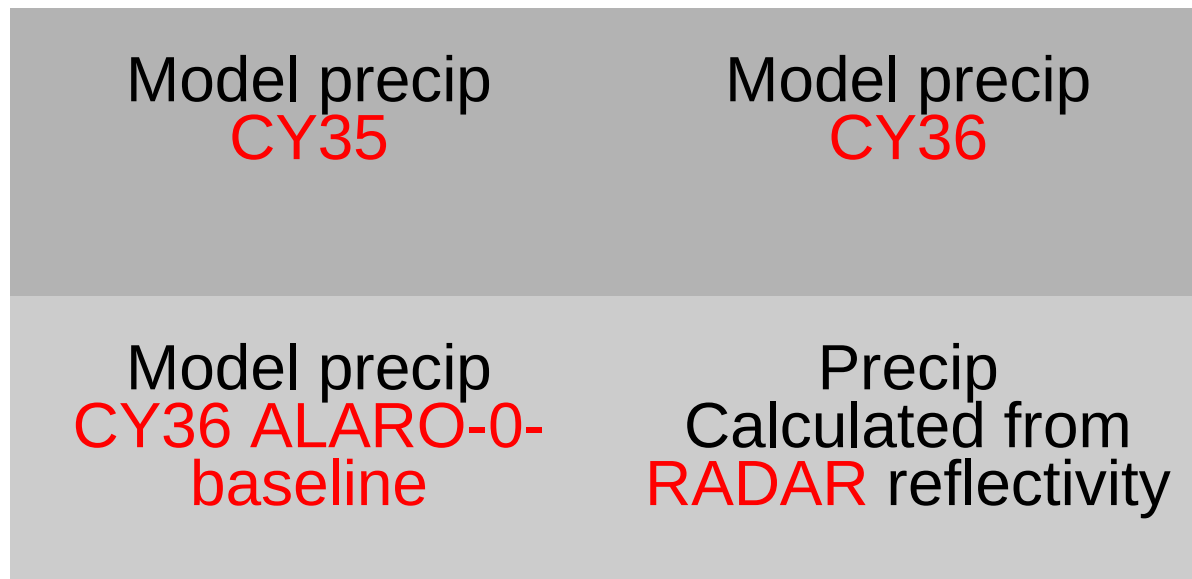 Model precip
CY35
Model precip
CY36
Model precip
CY36 ALARO-0-
baseline
Precip
Calculated from
RADAR reflectivity